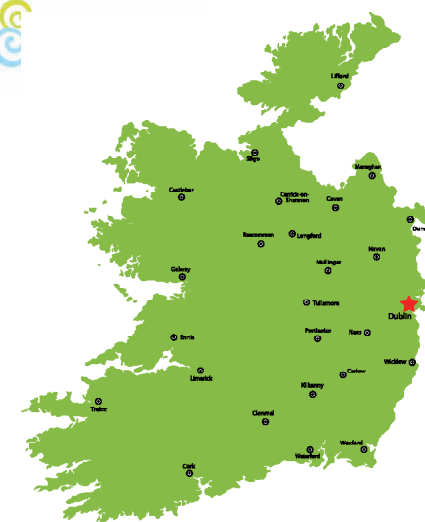 Lifford
Sligo
Monaghan
Castlebar
Carrick-on-
Shannon
Cavan
Roscommon
Longford
Navan
Galway
Mullingar
Tullamore
Dublin
Portlaoise
Naas
Ennis
Wicklow
Limerick
Carlow
Kilkenny
Tralee
Clonmel
Wexford
Waterford
Cork